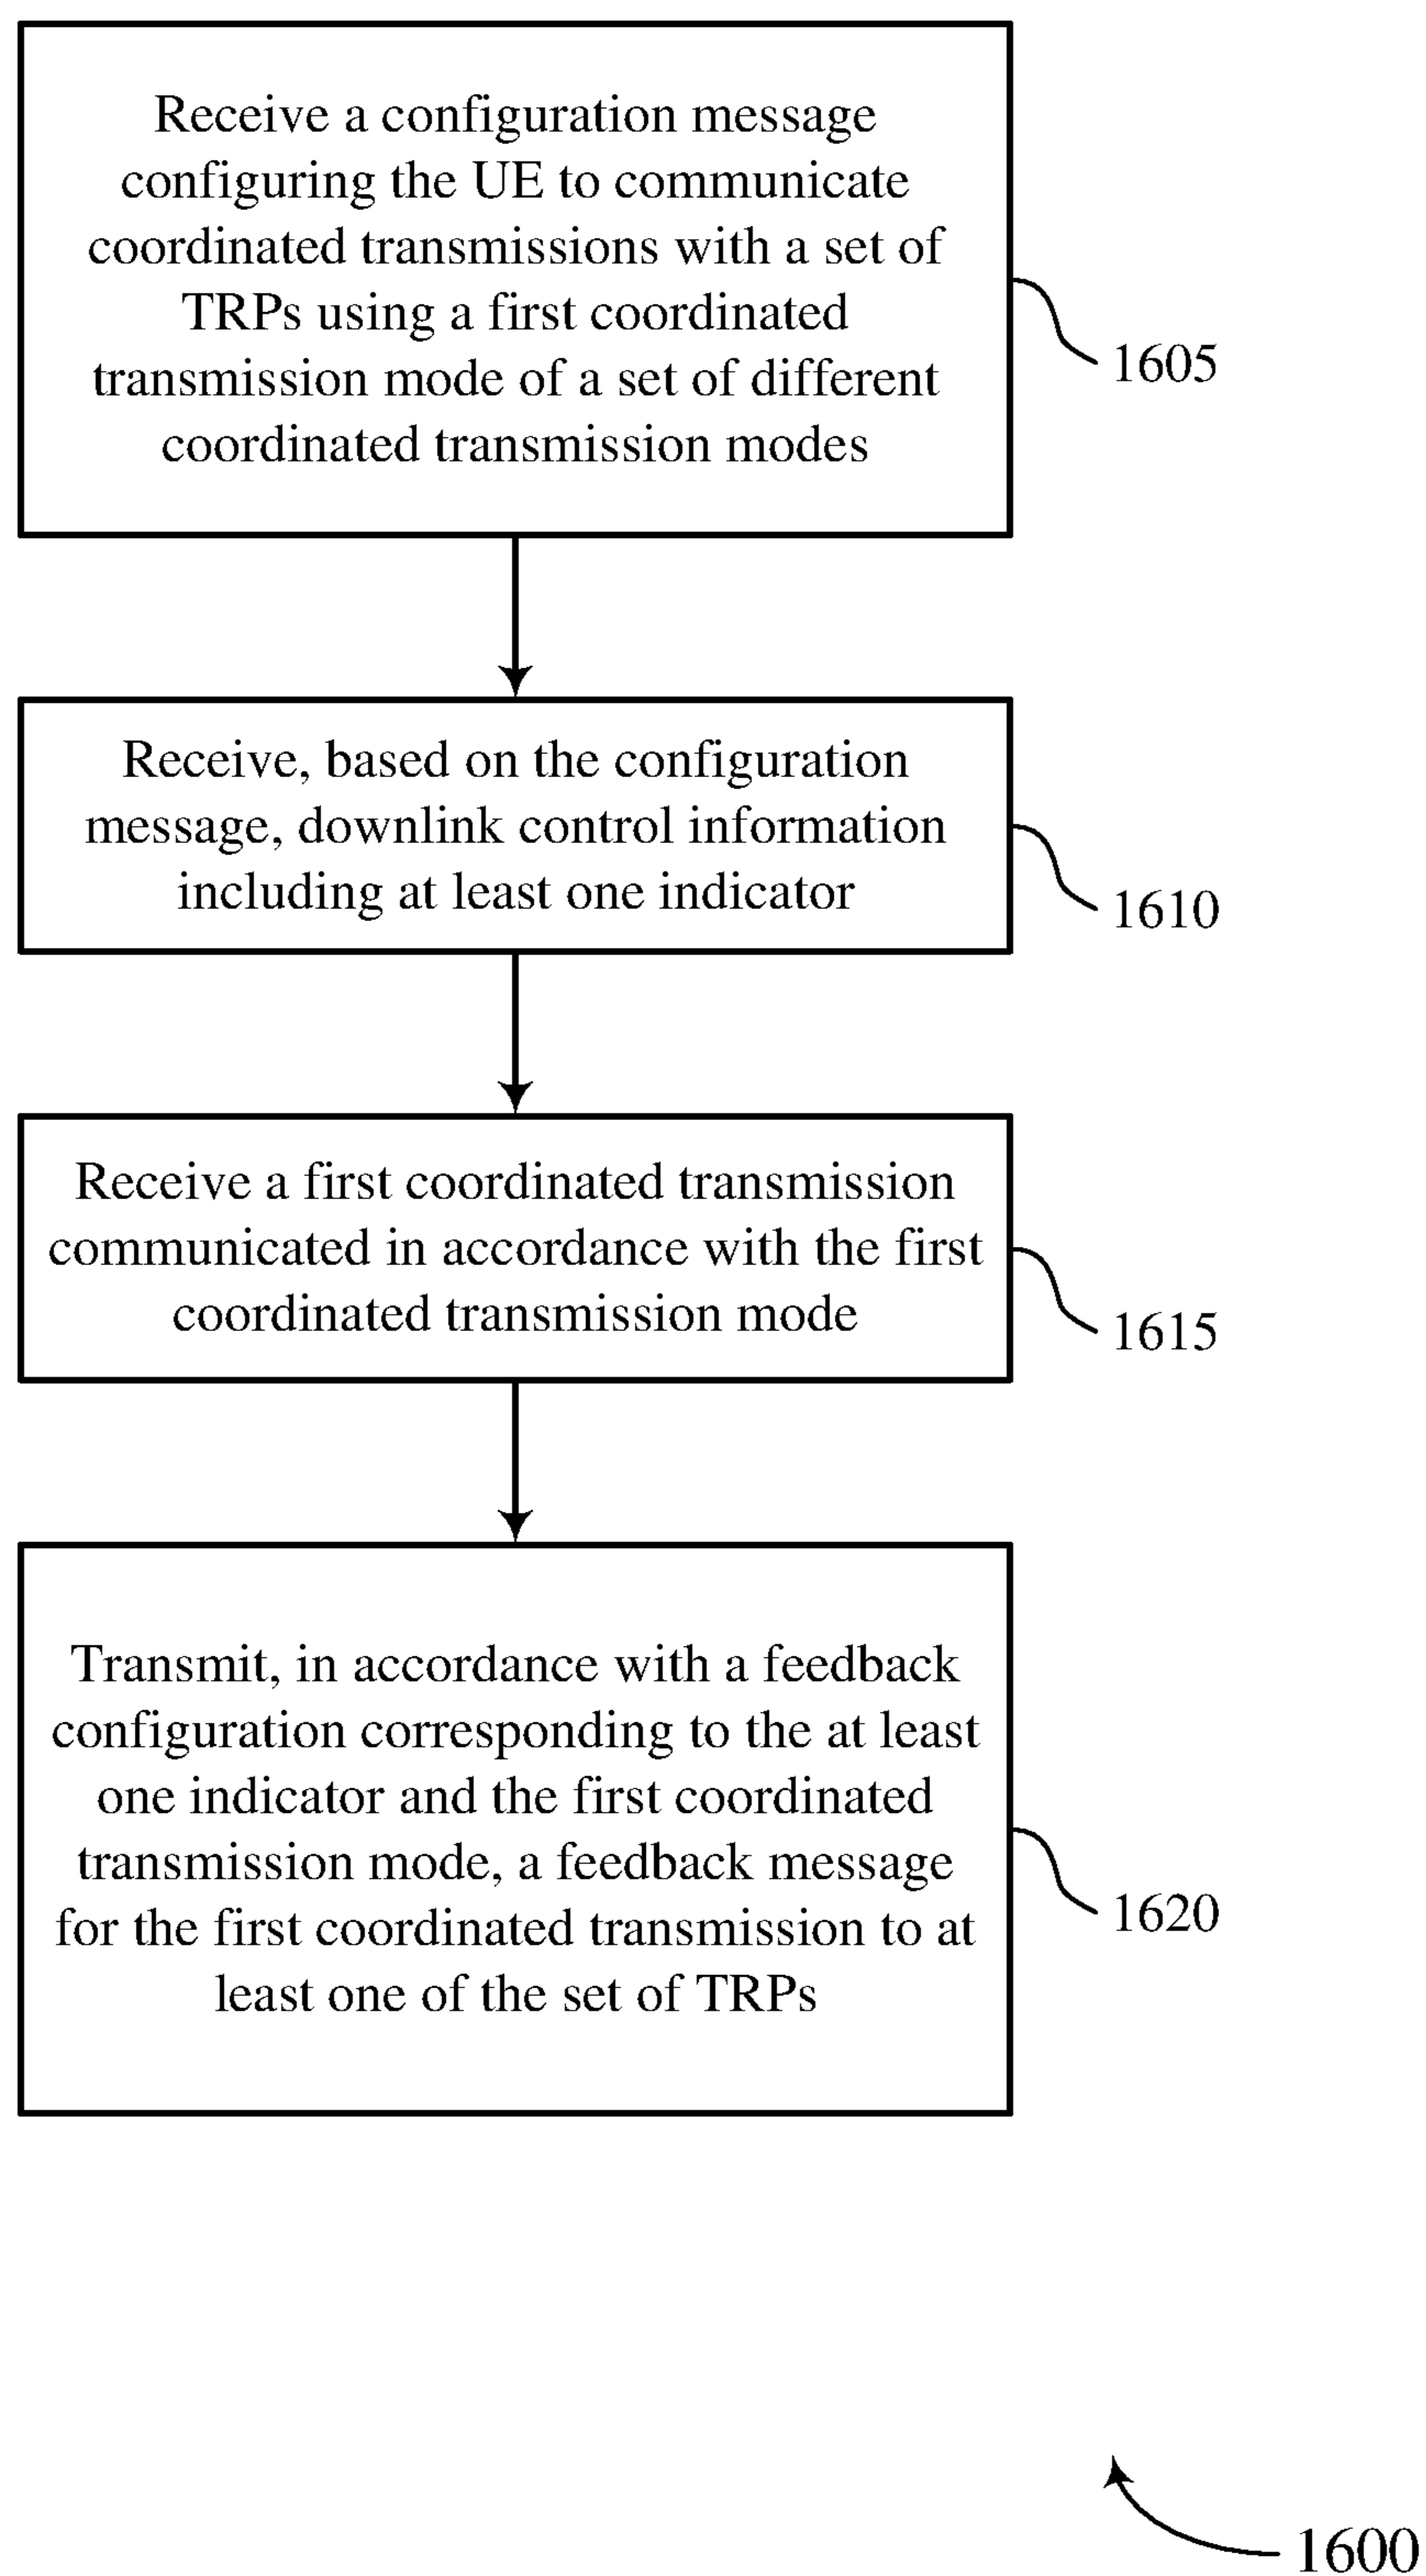 Receive a configuration message
configuring the UE to communicate
coordinated transmissions with a set of
TRPs using a first coordinated
transmission mode of a set of different
coordinated transmission modes
1605
Receive, based on the configuration
message, downlink control information
including at least one indicator
1610
Receive a first coordinated transmission
communicated in accordance with the first
coordinated transmission mode
1615
Transmit, in accordance with a feedback
configuration corresponding to the at least
one indicator and the first coordinated
transmission mode, a feedback message
for the first coordinated transmission to at
least one of the set of TRPs
1620
1600